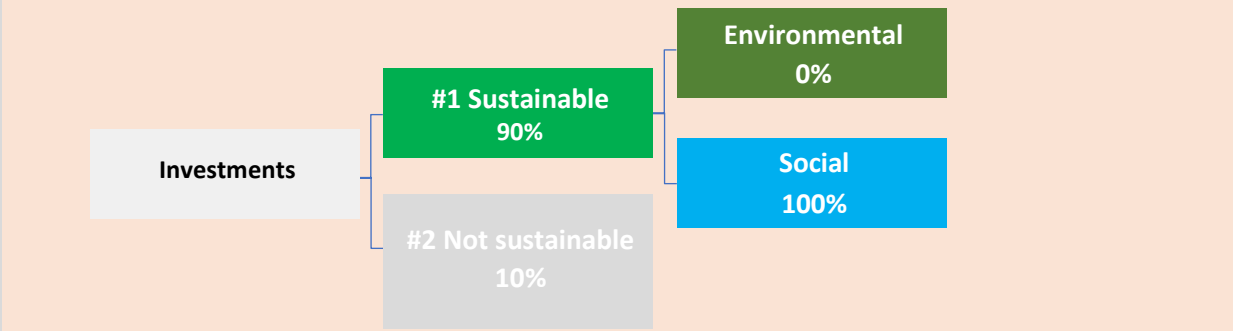 Investments
#1 Sustainable
90%
#2 Not sustainable
10%
Environmental
0%
Social
100%